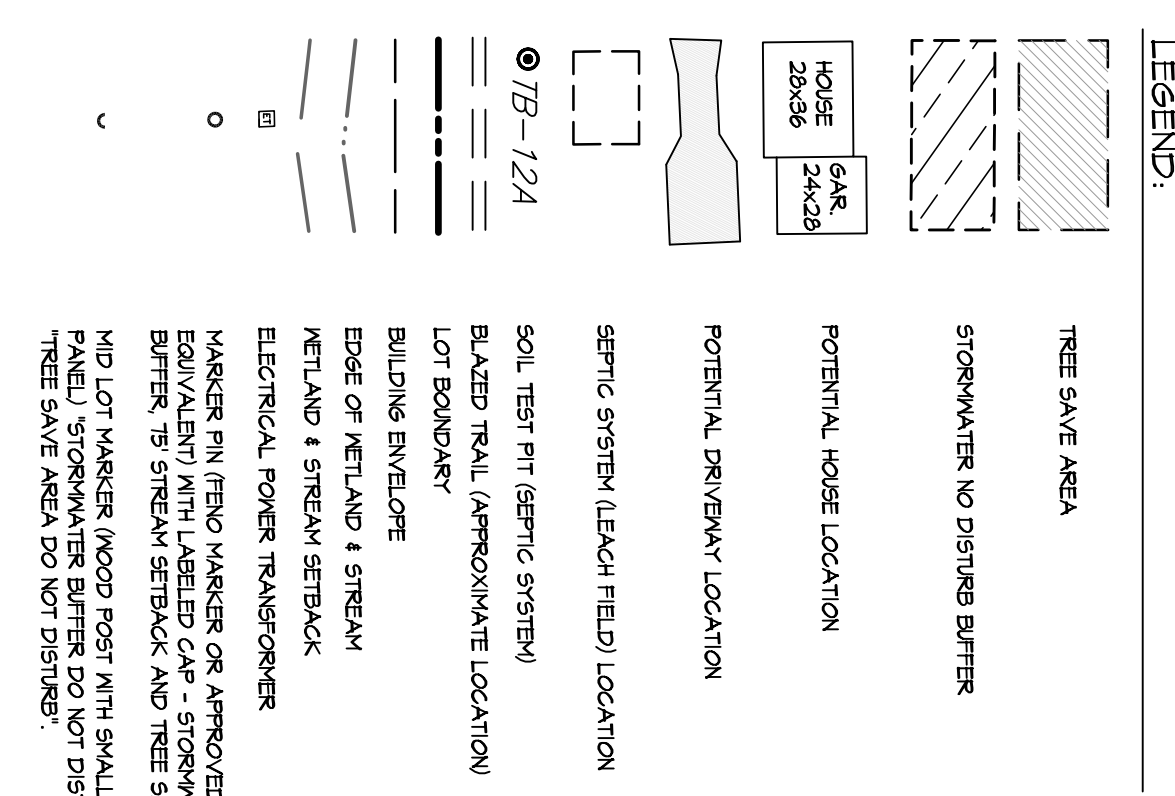 LEGEND:
TREE SAVE AREA
STORMWATER NO DISTURB BUFFER
HOUSE
28x36
GAR.
24x28
POTENTIAL HOUSE LOCATION
POTENTIAL DRIVEWAY LOCATION
SEPTIC SYSTEM (LEACH FIELD) LOCATION
TB-12A
SOIL TEST PIT (SEPTIC SYSTEM)
BLAZED TRAIL (APPROXIMATE LOCATION)
LOT BOUNDARY
BUILDING ENVELOPE
EDGE OF WETLAND & STREAM
WETLAND & STREAM SETBACK
ET
ELECTRICAL POWER TRANSFORMER
MARKER PIN (FENO MARKER OR APPROVED
EQUIVALENT) WITH LABELED CAP - STORMW
BUFFER, 75' STREAM SETBACK AND TREE S
MID LOT MARKER (WOOD POST WITH SMALL
PANEL) "STORMWATER BUFFER DO NOT DIS
"TREE SAVE AREA DO NOT DISTURB".